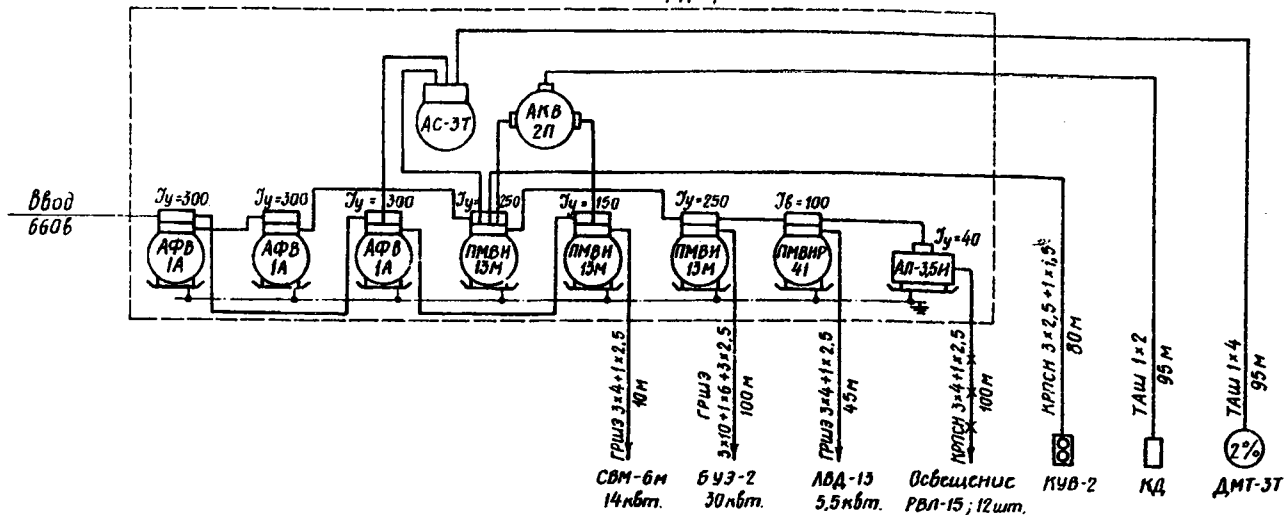 АС-3Т
АКВ
2П
Ввод
660в
Jу=300
Jу=300
Jу= 300
Jу= 250
Jу= 150
Jу=250
Jв=100
Jу=40
АФВ
1А
АФВ
1А
АФВ
1А
ПМВИ
13М
ПМВИ
13М
ПМВИ
13М
ПМВИР
41
АП-3,5И
ГРШЭ 3×4+1×2,5
10м
ГРШЭ
3×10+1×6+3×2,5
100м
ГРШЭ 3×4+1×2,5
45м
КРПСН 3×4+1×2,5
100м
КРПСН 3×2,5+1×1,5
80м
ТАШ 1×2
95м
ТАШ 1×4
95м
2%
СВМ-6м
14квт.
БУЭ-2
30квт.
ЛВД-13
5,5квт.
Освещение
РВЛ-15; 12шт.
КУВ-2
КД
ДМТ-3Т